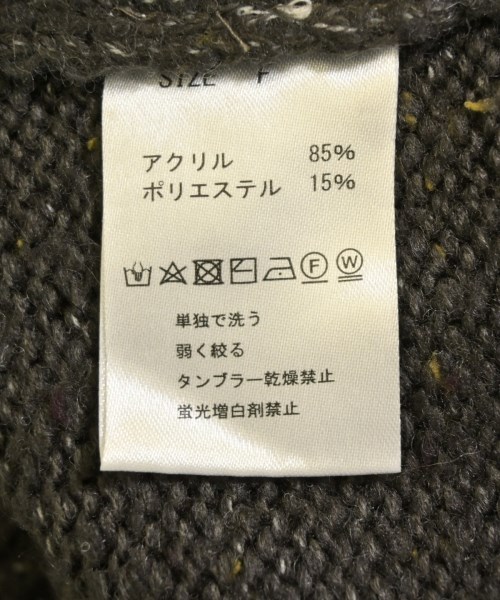 SIZE F
アクリル 85%
ポリエステル 15%
F W
単独で洗う
弱く絞る
タンブラー乾燥禁止
蛍光増白剤禁止